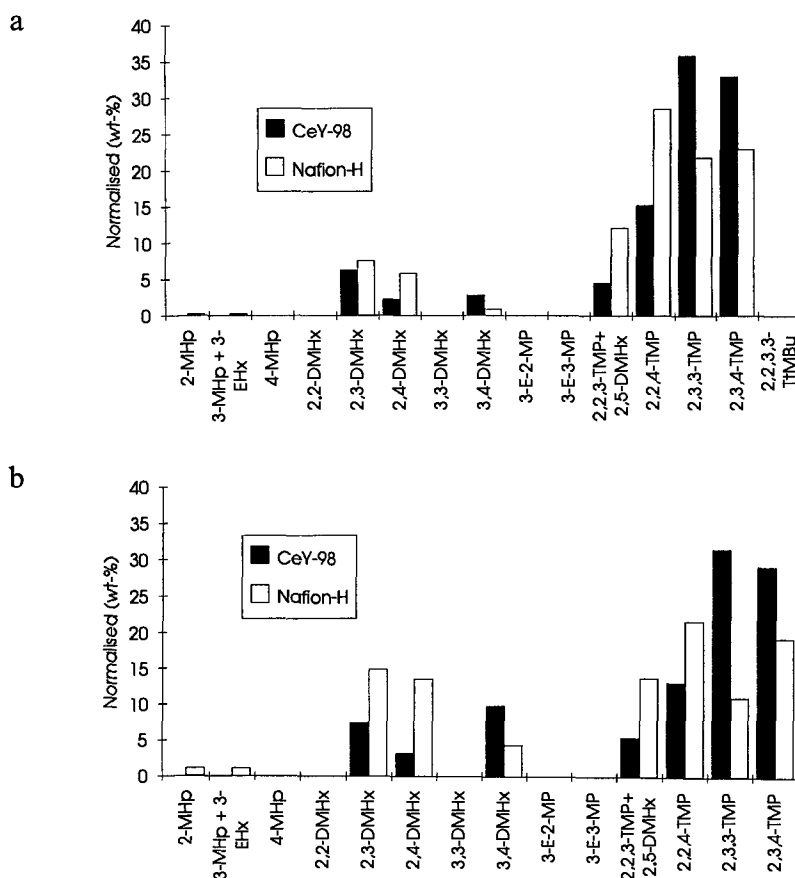 a
Normalised (wt-%)
40
35
30
25
20
15
10
5
0
CeY-98
Nafion-H
2-MHp
3-MHp + 3-
EHx
4-MHp
2,2-DMHx
2,3-DMHx
2,4-DMHx
3,3-DMHx
3,4-DMHx
3-E-2-MP
3-E-3-MP
2,2,3-TMP+
2,5-DMHx
2,2,4-TMP
2,3,3-TMP
2,3,4-TMP
2,2,3,3-
TtMBu
b
Normalised (wt-%)
40
35
30
25
20
15
10
5
0
CeY-98
Nafion-H
2-MHp
3-MHp + 3-
EHx
4-MHp
2,2-DMHx
2,3-DMHx
2,4-DMHx
3,3-DMHx
3,4-DMHx
3-E-2-MP
3-E-3-MP
2,2,3-TMP+
2,5-DMHx
2,2,4-TMP
2,3,3-TMP
2,3,4-TMP